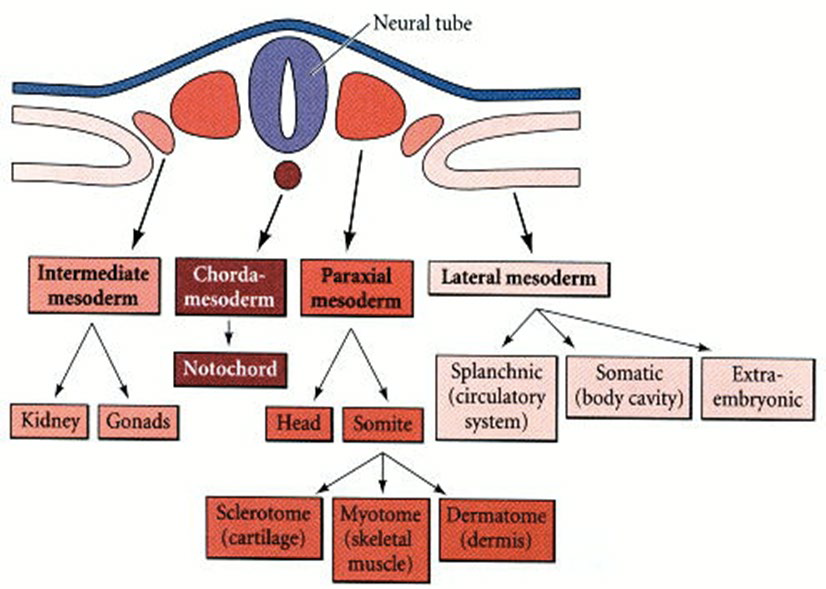 Neural tube
Intermediate
mesoderm
Chorda-
mesoderm
Paraxial
mesoderm
Lateral mesoderm
Notochord
Splanchnic
(circulatory
system)
Somatic
(body cavity)
Extra-
embryonic
Kidney
Gonads
Head
Somite
Sclerotome
(cartilage)
Myotome
(skeletal
muscle)
Dermatome
(dermis)